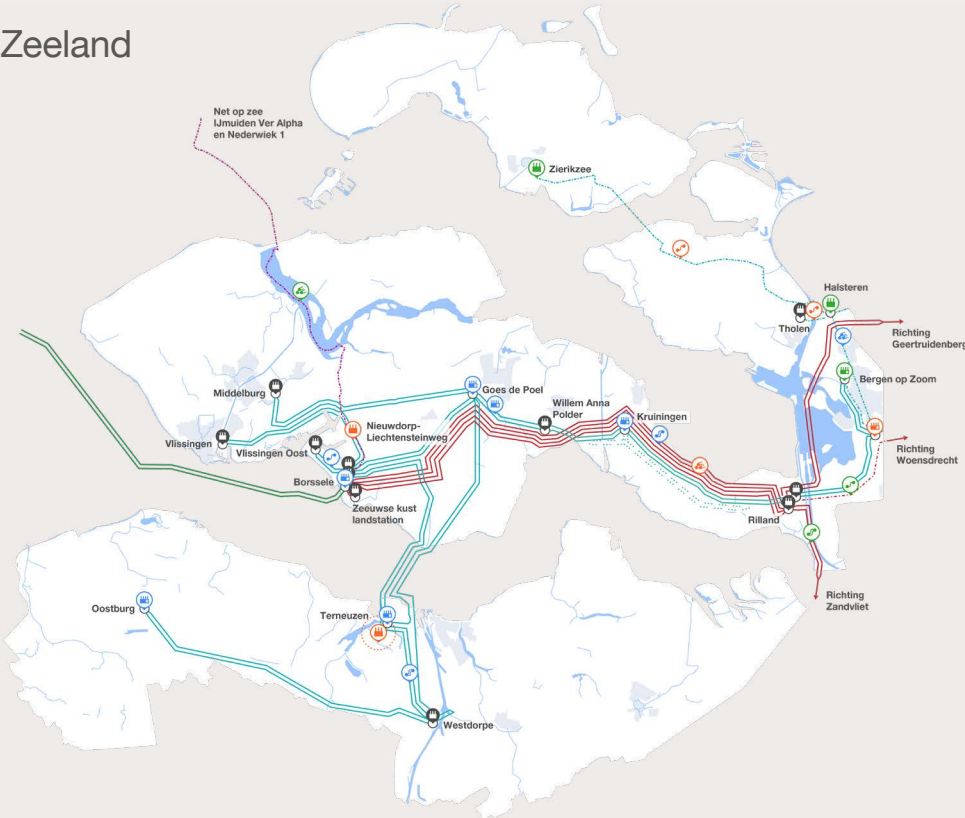 Zeeland
Net op zee
IJmuiden Ver Alpha
en Nederwiek 1
Zierikzee
Halsteren
Tholen
Richting
Geertruidenberg
Bergen op Zoom
Middelburg
Goes de Poel
Willem Anna
Polder
Kruiningen
Nieuwdorp-
Liechtensteinweg
Vlissingen
Vlissingen Oost
Richting
Woensdrecht
Borssele
Zeeuwse kust
landstation
Rilland
Richting
Zandvliet
Oostburg
Terneuzen
Westdorpe